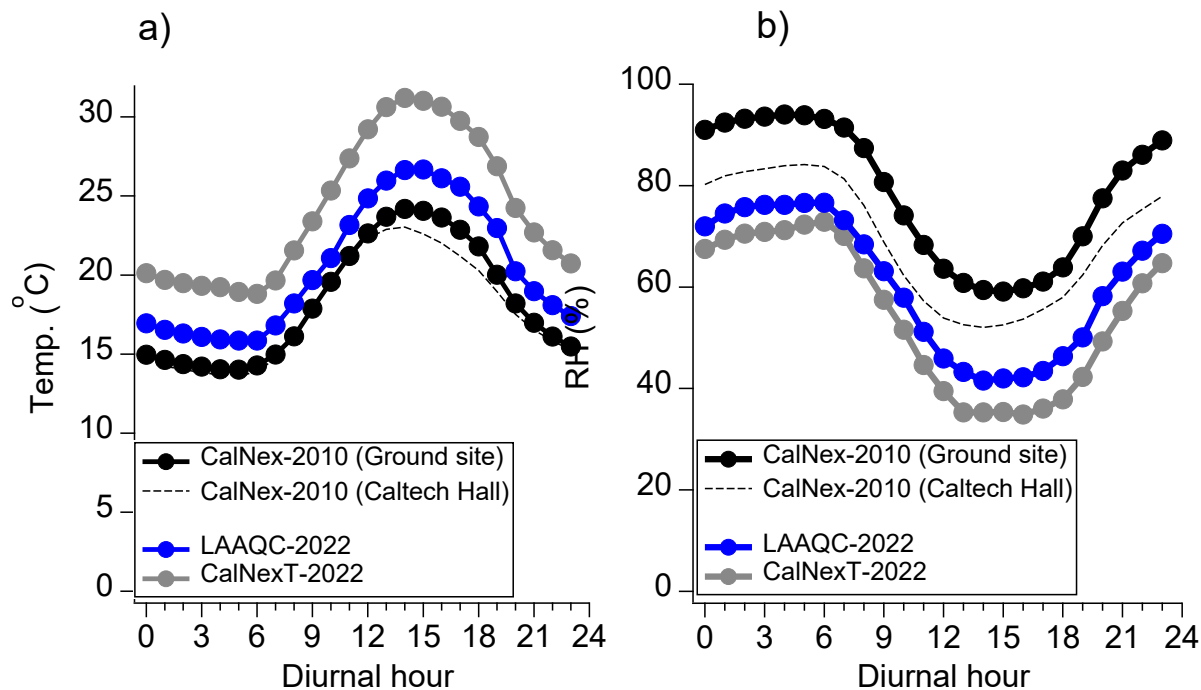 a)
30
25
20
15
10
5
0
Temp. (°C)
CalNex-2010 (Ground site)
CalNex-2010 (Caltech Hall)
LAAQC-2022
CalNexT-2022
0 3 6 9 12 15 18 21 24
Diurnal hour
b)
100
80
60
40
20
0
RH (%)
CalNex-2010 (Ground site)
CalNex-2010 (Caltech Hall)
LAAQC-2022
CalNexT-2022
0 3 6 9 12 15 18 21 24
Diurnal hour